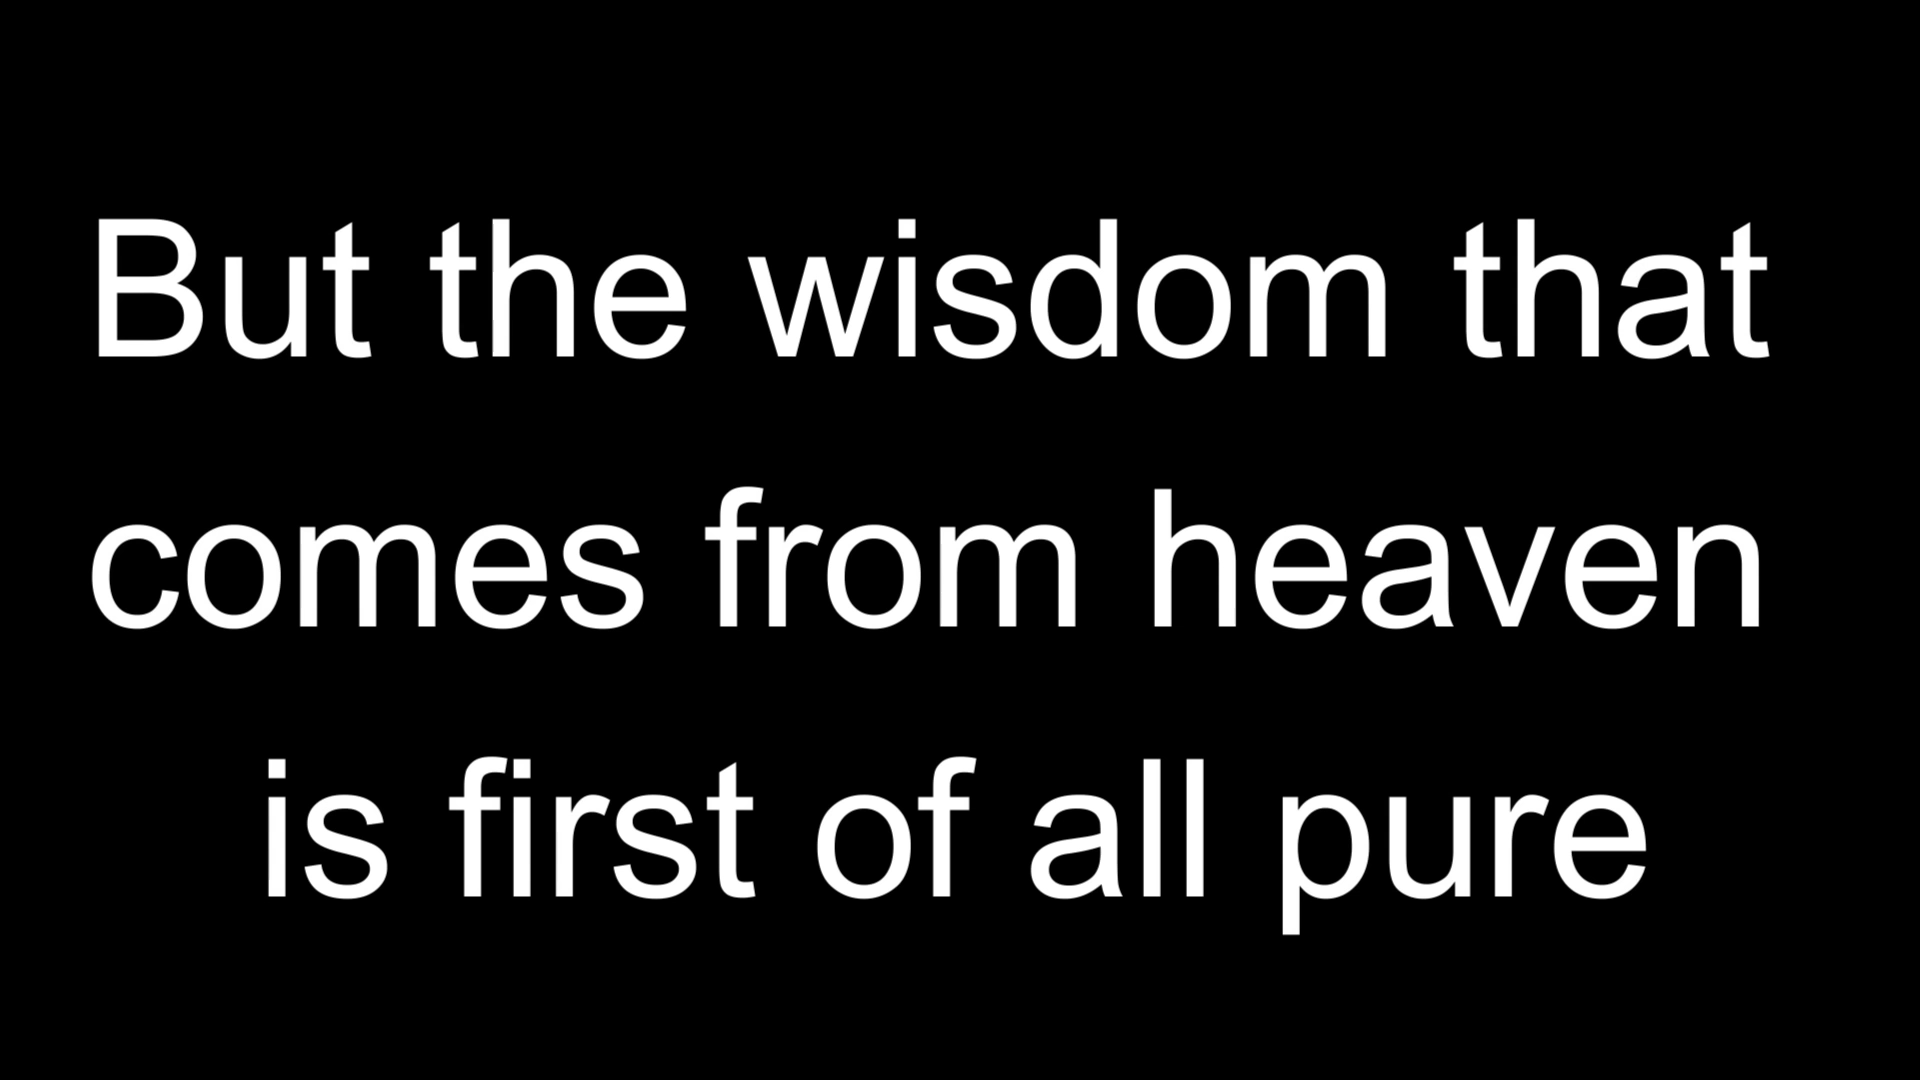 But the wisdom that
comes from heaven
is first of all pure